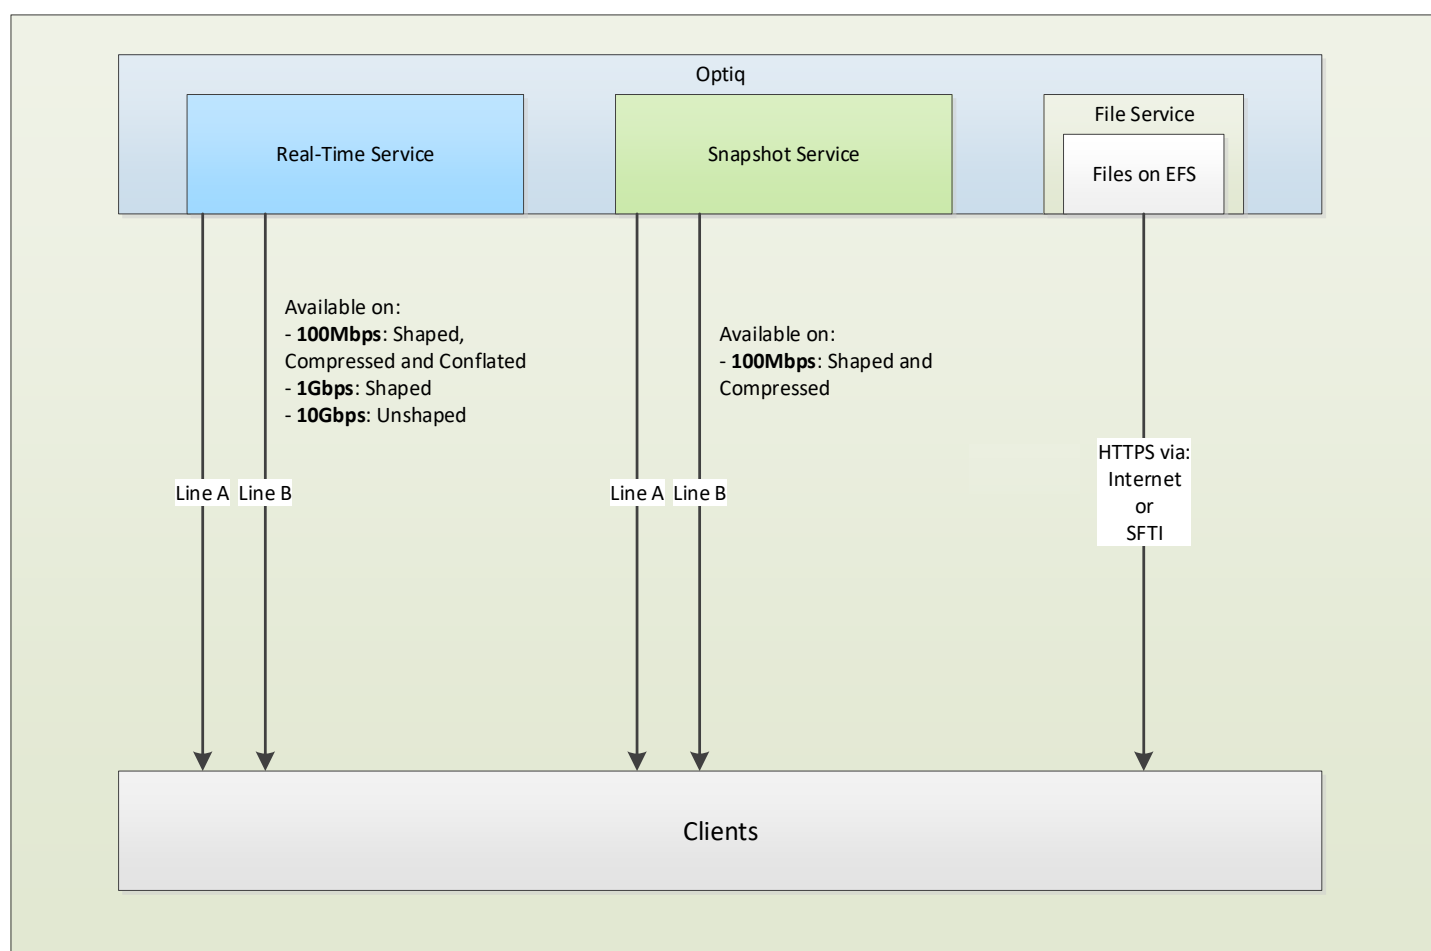 Optiq
Real-Time Service
Snapshot Service
File Service
Files on EFS
Available on:
- 100Mbps: Shaped,
Compressed and Conflated
- 1Gbps: Shaped
- 10Gbps: Unshaped
Available on:
- 100Mbps: Shaped and
Compressed
Line A
Line B
Line A
Line B
HTTPS via:
Internet
or
SFTI
Clients